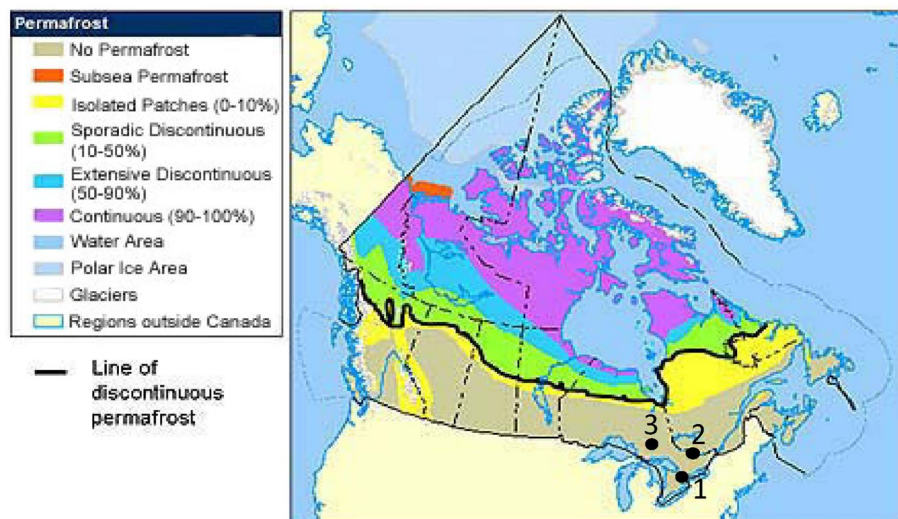 Permafrost
No Permafrost
Subsea Permafrost
Isolated Patches (0-10%)
Sporadic Discontinuous
(10-50%)
Extensive Discontinuous
(50-90%)
Continuous (90-100%)
Water Area
Polar Ice Area
Glaciers
Regions outside Canada
Line of
discontinuous
permafrost
3
2
1